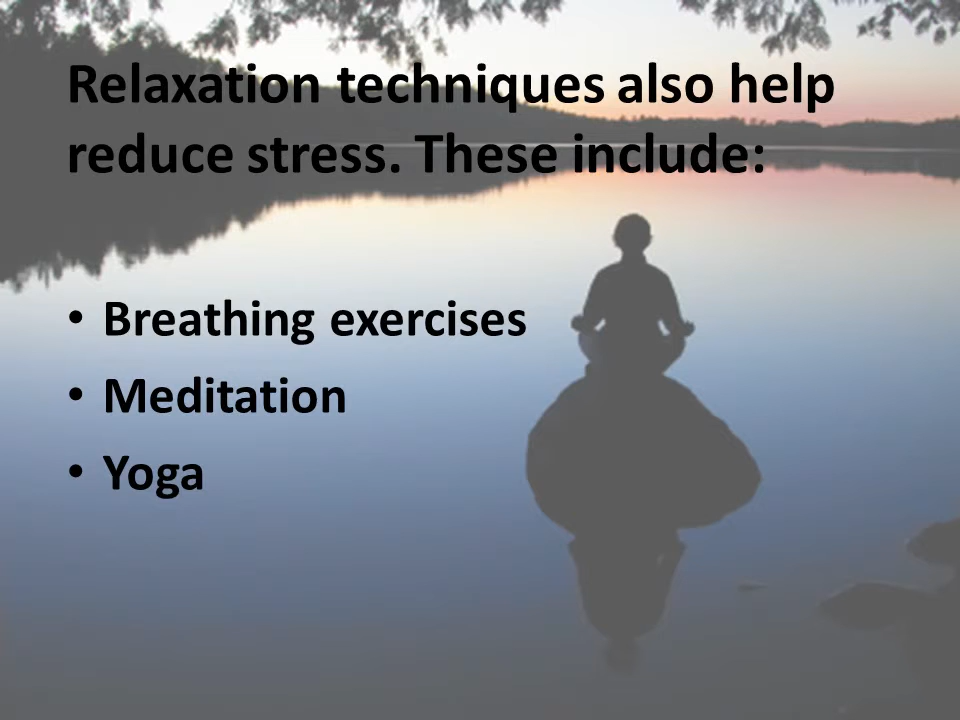 Relaxation techniques also help
reduce stress. These include:
• Breathing exercises
• Meditation
• Yoga